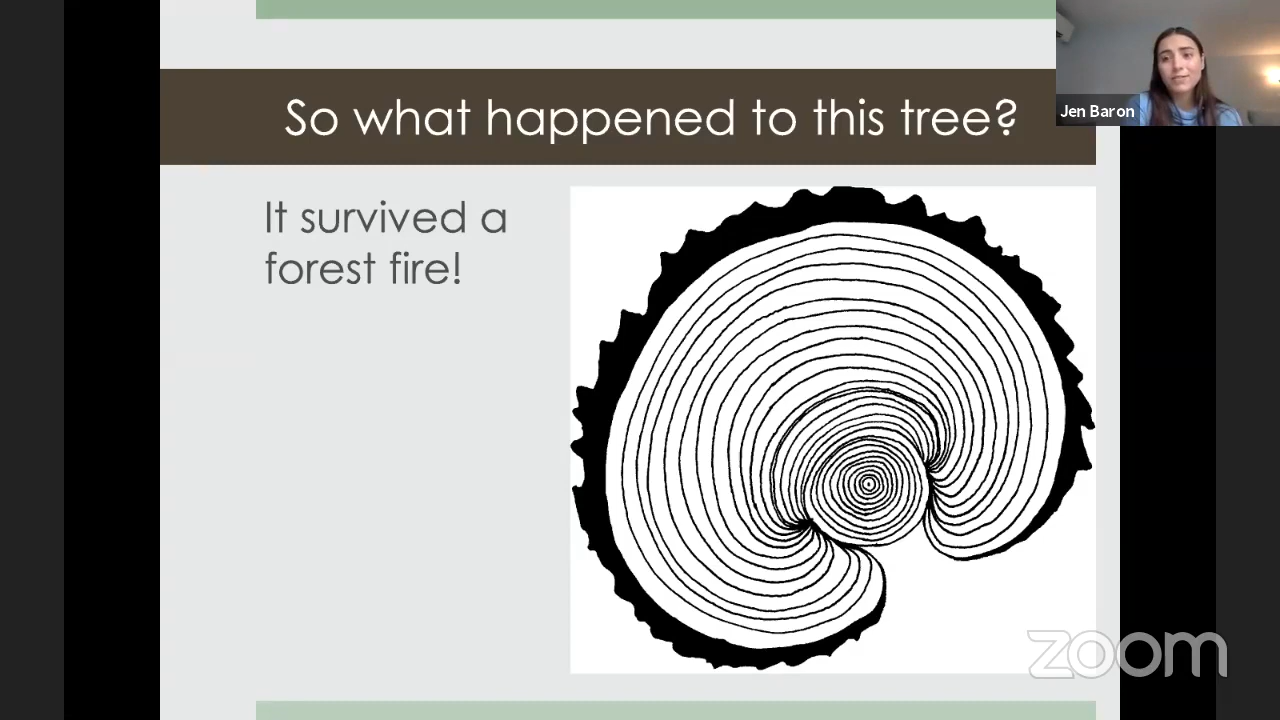 So what happened to this tree?
Jen Baron
It survived a
forest fire!
zoom